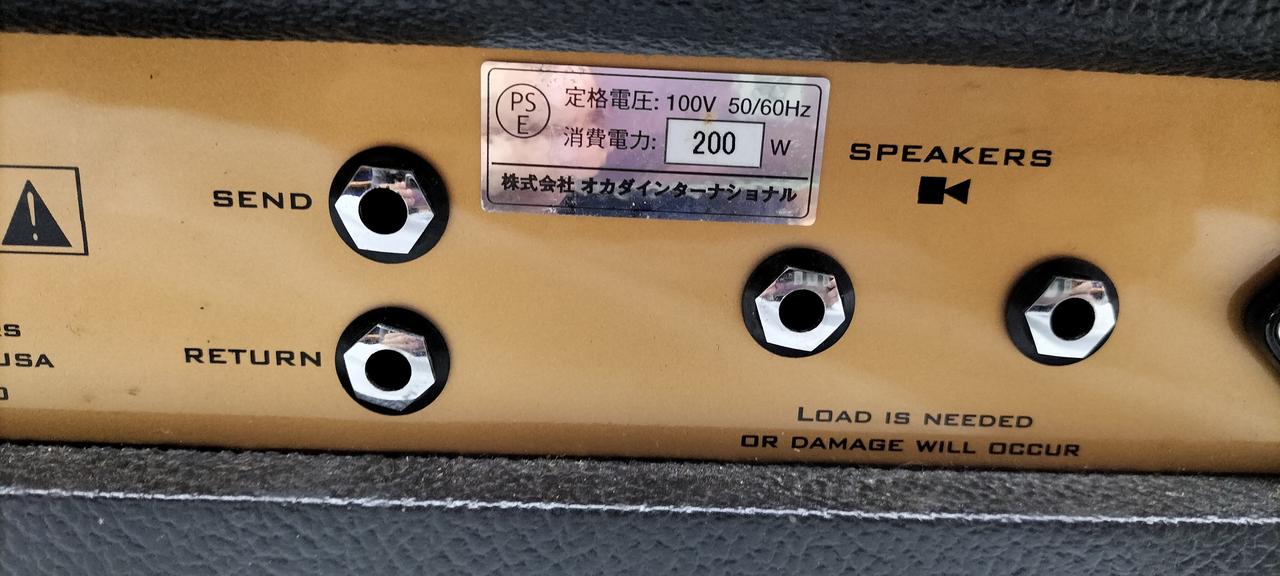 SEND
RETURN
USA
PS
E
定格電圧: 100V 50/60Hz
消費電力: 200 W
株式会社 オカダインターナショナル
SPEAKERS
LOAD IS NEEDED
OR DAMAGE WILL OCCUR